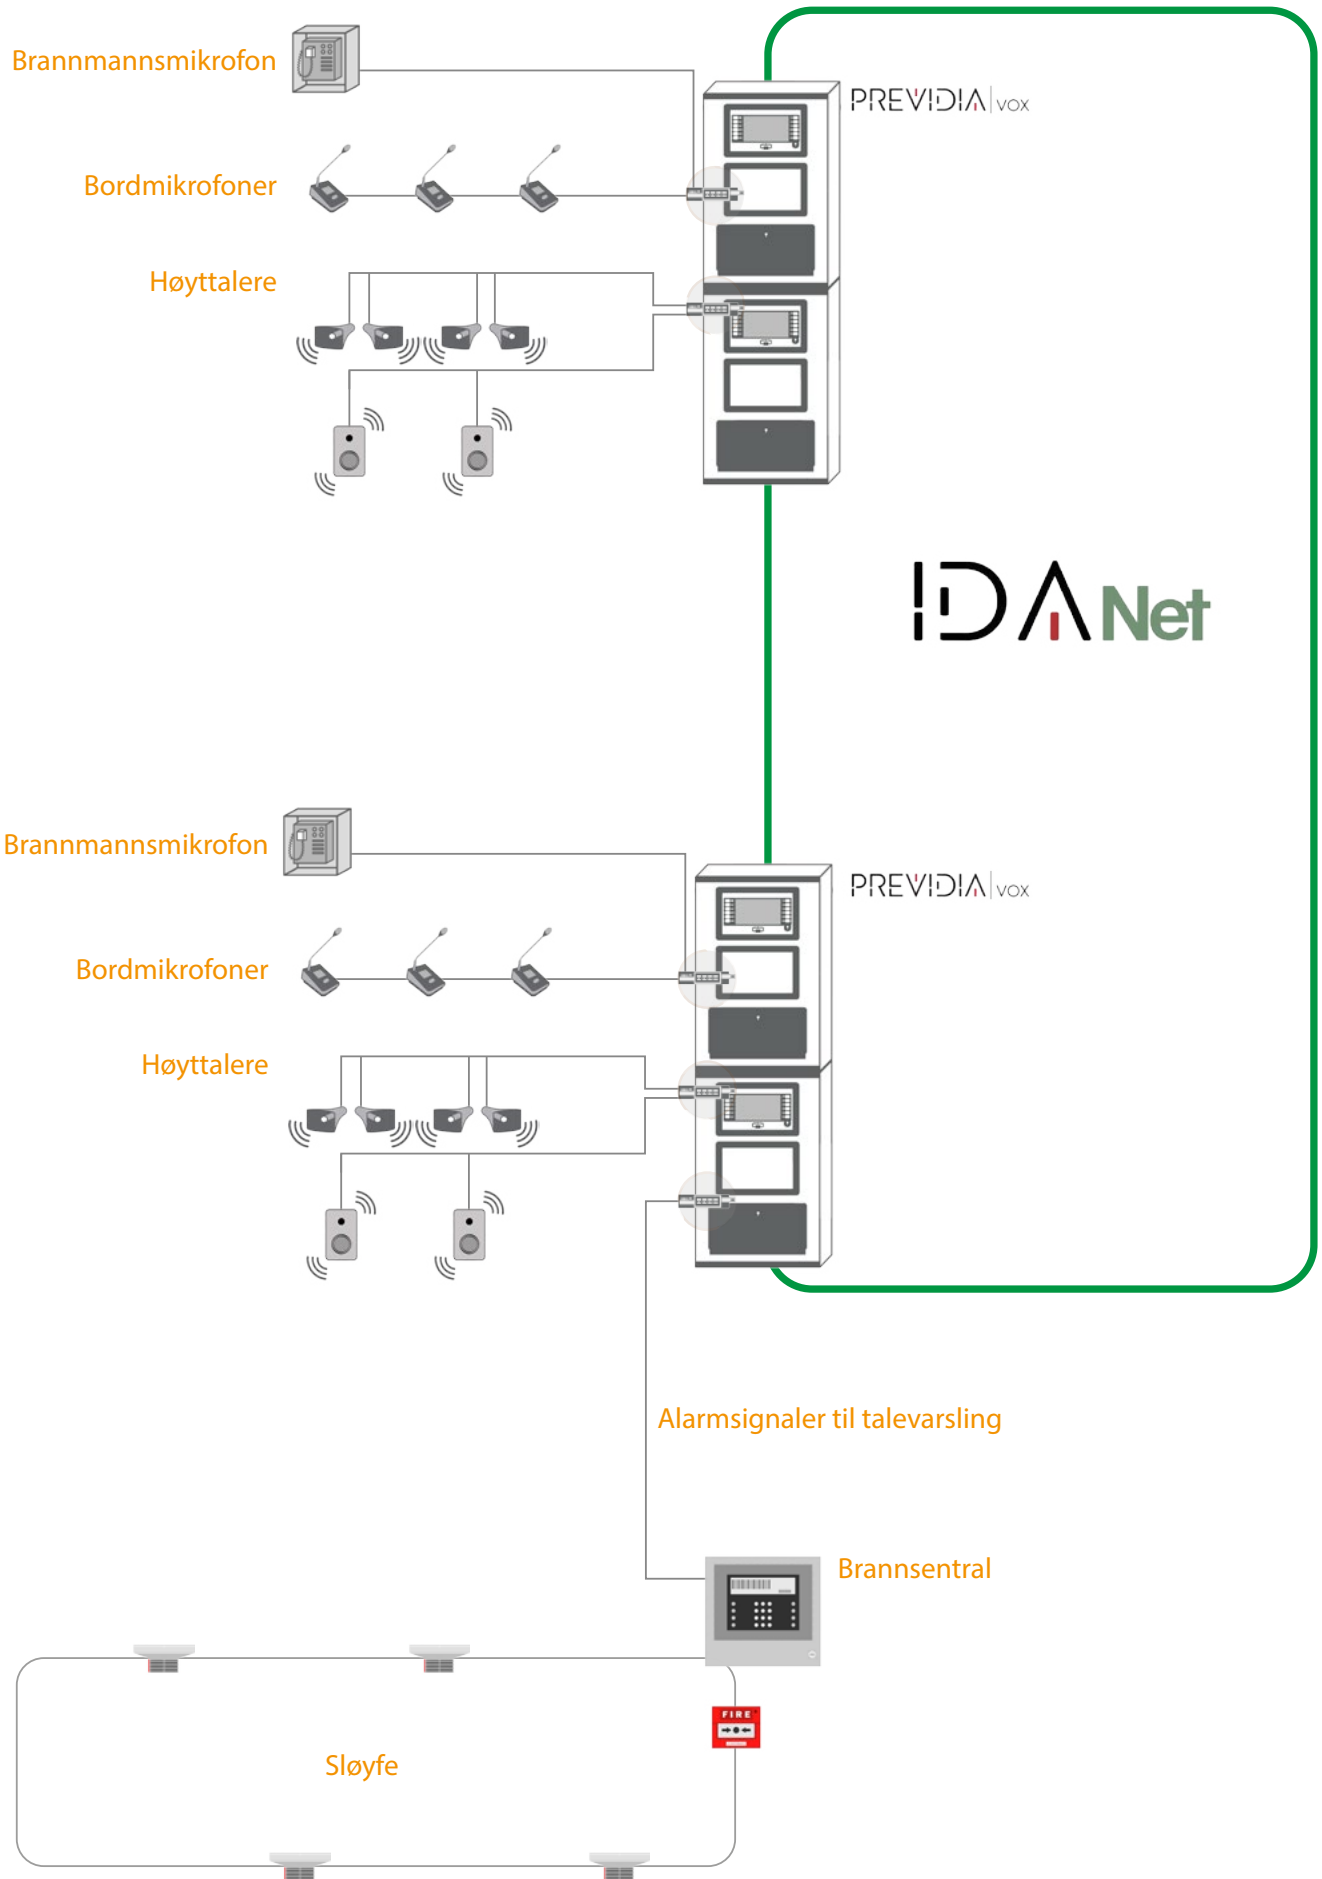 Brannmannsmikrofon
PREVIDIA VOX
Bordmikrofoner
Høyttalere
IDA Net
Brannmannsmikrofon
PREVIDIA VOX
Bordmikrofoner
Høyttalere
Alarmsignaler til talevarsling
Brannsentral
FIRE
Sløyfe